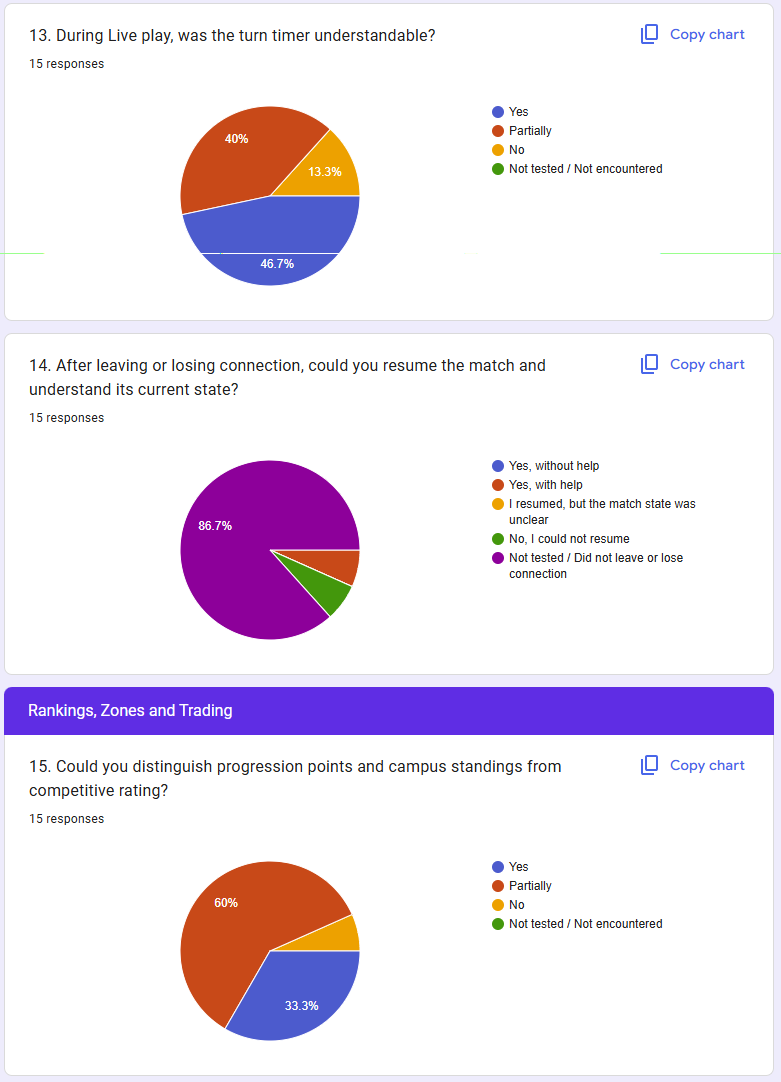 13. During Live play, was the turn timer understandable?
Copy chart
15 responses
40%
13.3%
46.7%
Yes
Partially
No
Not tested / Not encountered
14. After leaving or losing connection, could you resume the match and
understand its current state?
Copy chart
15 responses
86.7%
Yes, without help
Yes, with help
I resumed, but the match state was
unclear
No, I could not resume
Not tested / Did not leave or lose
connection
Rankings, Zones and Trading
15. Could you distinguish progression points and campus standings from
competitive rating?
Copy chart
15 responses
60%
33.3%
Yes
Partially
No
Not tested / Not encountered